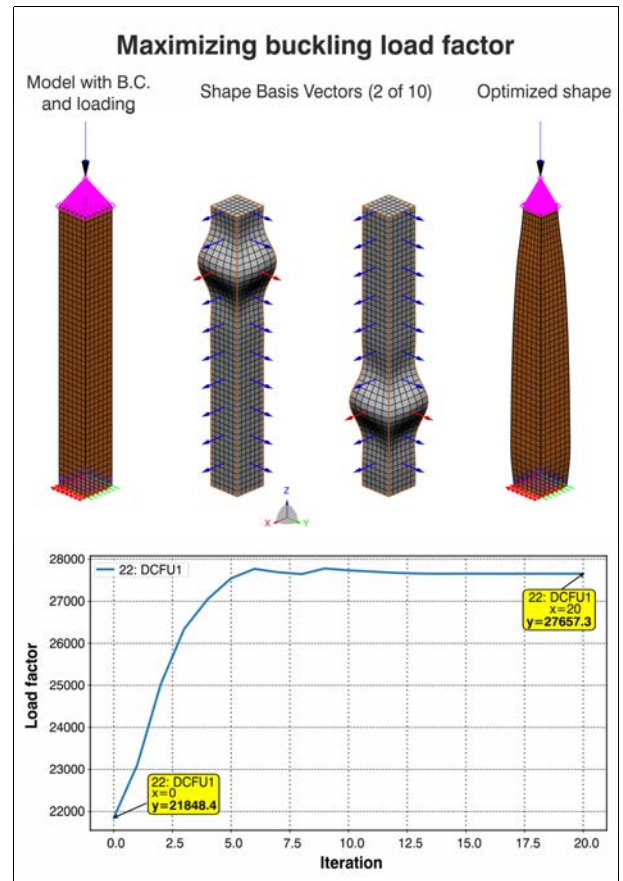 Maximizing buckling load factor
Model with B.C.
and loading
Shape Basis Vectors (2 of 10)
Optimized shape
Z
X
Y
28000
27000
26000
25000
24000
23000
22000
Load factor
22: DCFU1
22: DCFU1
x=20
y=27657.3
22: DCFU1
x=0
y=21848.4
0.0 2.5 5.0 7.5 10.0 12.5 15.0 17.5 20.0
Iteration